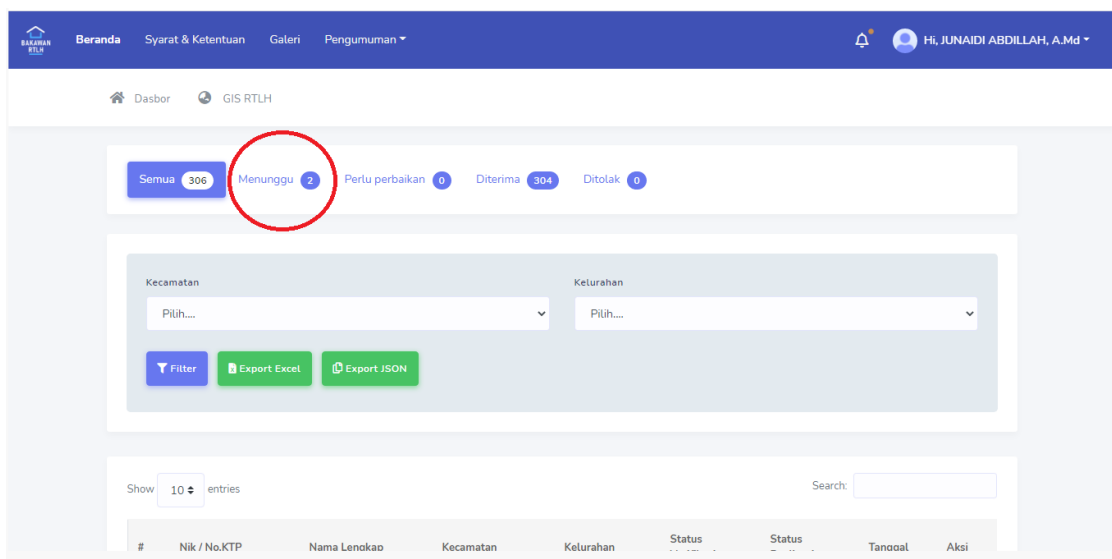 BAKAWAN
RTLH
Beranda Syarat & Ketentuan Galeri Pengumuman Hi, JUNAIDI ABDILLAH, A.Md
Dasbor GIS RTLH
Semua 306 Menunggu 2 Perlu perbaikan 0 Diterima 304 Ditolak 0
Kecamatan Kelurahan
Pilih.... Pilih....
Filter Export Excel Export JSON
Show 10 entries Search:
# Nik / No.KTP Nama Lengkap Kecamatan Kelurahan Status Status Tanggal Aksi